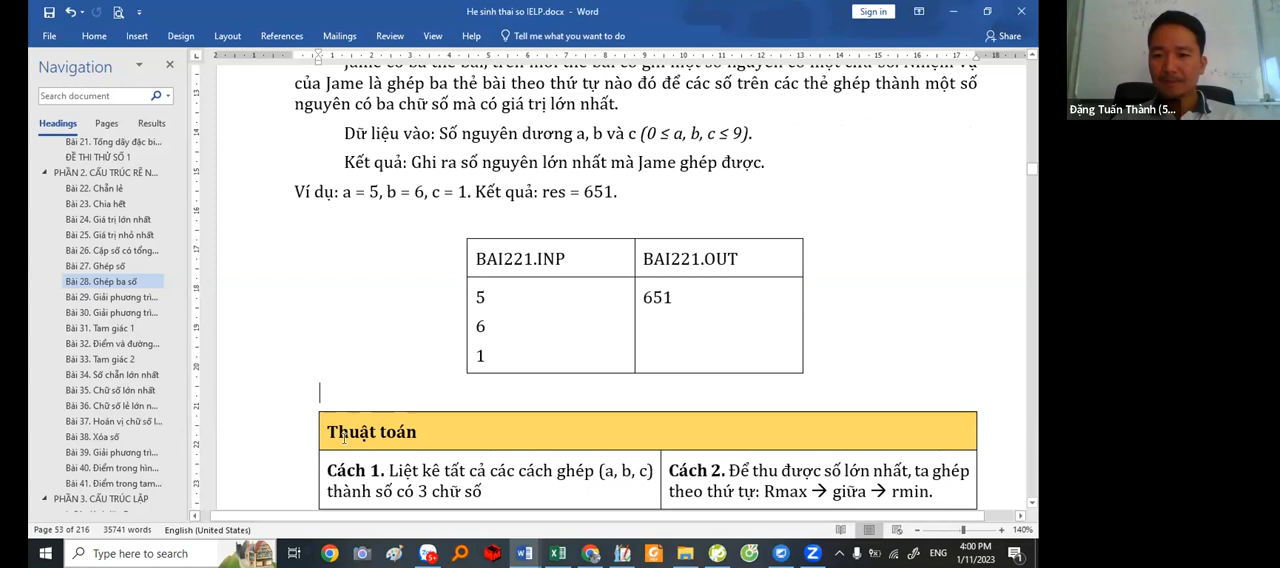 He sinh thai so IELP.docx - Word
Sign in
File Home Insert Design Layout References Mailings Review View Help Tell me what you want to do Share
Navigation
Search document
Headings Pages Results
Bài 21. Tổng dãy đặc bi...
ĐỀ THI THỬ SỐ 1
PHẦN 2. CẤU TRÚC RẼ N...
Bài 22. Chẵn lẻ
Bài 23. Chia hết
Bài 24. Giá trị lớn nhất
Bài 25. Giá trị nhỏ nhất
Bài 26. Cặp số có tổng...
Bài 27. Ghép số
Bài 28. Ghép ba số
Bài 29. Giải phương trì...
Bài 30. Giải phương trì...
Bài 31. Tam giác 1
Bài 32. Điểm và đường...
Bài 33. Tam giác 2
Bài 34. Số chẵn lớn nhất
Bài 35. Chữ số lớn nhất
Bài 36. Chữ số lẻ lớn n...
Bài 37. Hoán vị chữ số l...
Bài 38. Xóa số
Bài 39. Giải phương trì...
Bài 40. Điểm trong hìn...
Bài 41. Điểm trong tam...
PHẦN 3. CẤU TRÚC LẬP
của Jame là ghép ba thẻ bài theo thứ tự nào đó để các số trên các thẻ ghép thành một số
nguyên có ba chữ số mà có giá trị lớn nhất.
Dữ liệu vào: Số nguyên dương a, b và c (0 ≤ a, b, c ≤ 9).
Kết quả: Ghi ra số nguyên lớn nhất mà Jame ghép được.
Ví dụ: a = 5, b = 6, c = 1. Kết quả: res = 651.
BAI221.INP BAI221.OUT
5 651
6
1
Thuật toán
Cách 1. Liệt kê tất cả các cách ghép (a, b, c)
thành số có 3 chữ số
Cách 2. Để thu được số lớn nhất, ta ghép
theo thứ tự: Rmax → giữa → rmin.
Đặng Tuấn Thành (5...
Page 53 of 216 35741 words English (United States) 140%
Type here to search
ENG
4:00 PM
1/11/2023